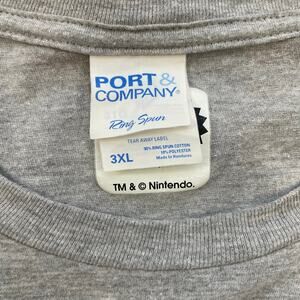 PORT &
COMPANY®
Ring Spun
TEAR AWAY LABEL
3XL
90% RING SPUN COTTON
10% POLYESTER
Made in Honduras
TM & © Nintendo.